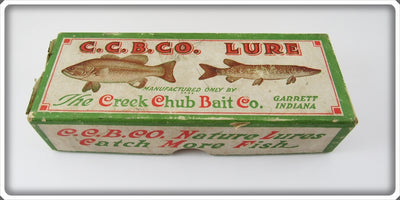 C.C.B.CO. LURE
MANUFACTURED ONLY BY
The Creek Chub Bait Co.
GARRETT
INDIANA
C.C.B.CO. Nature Lures
Catch More Fish